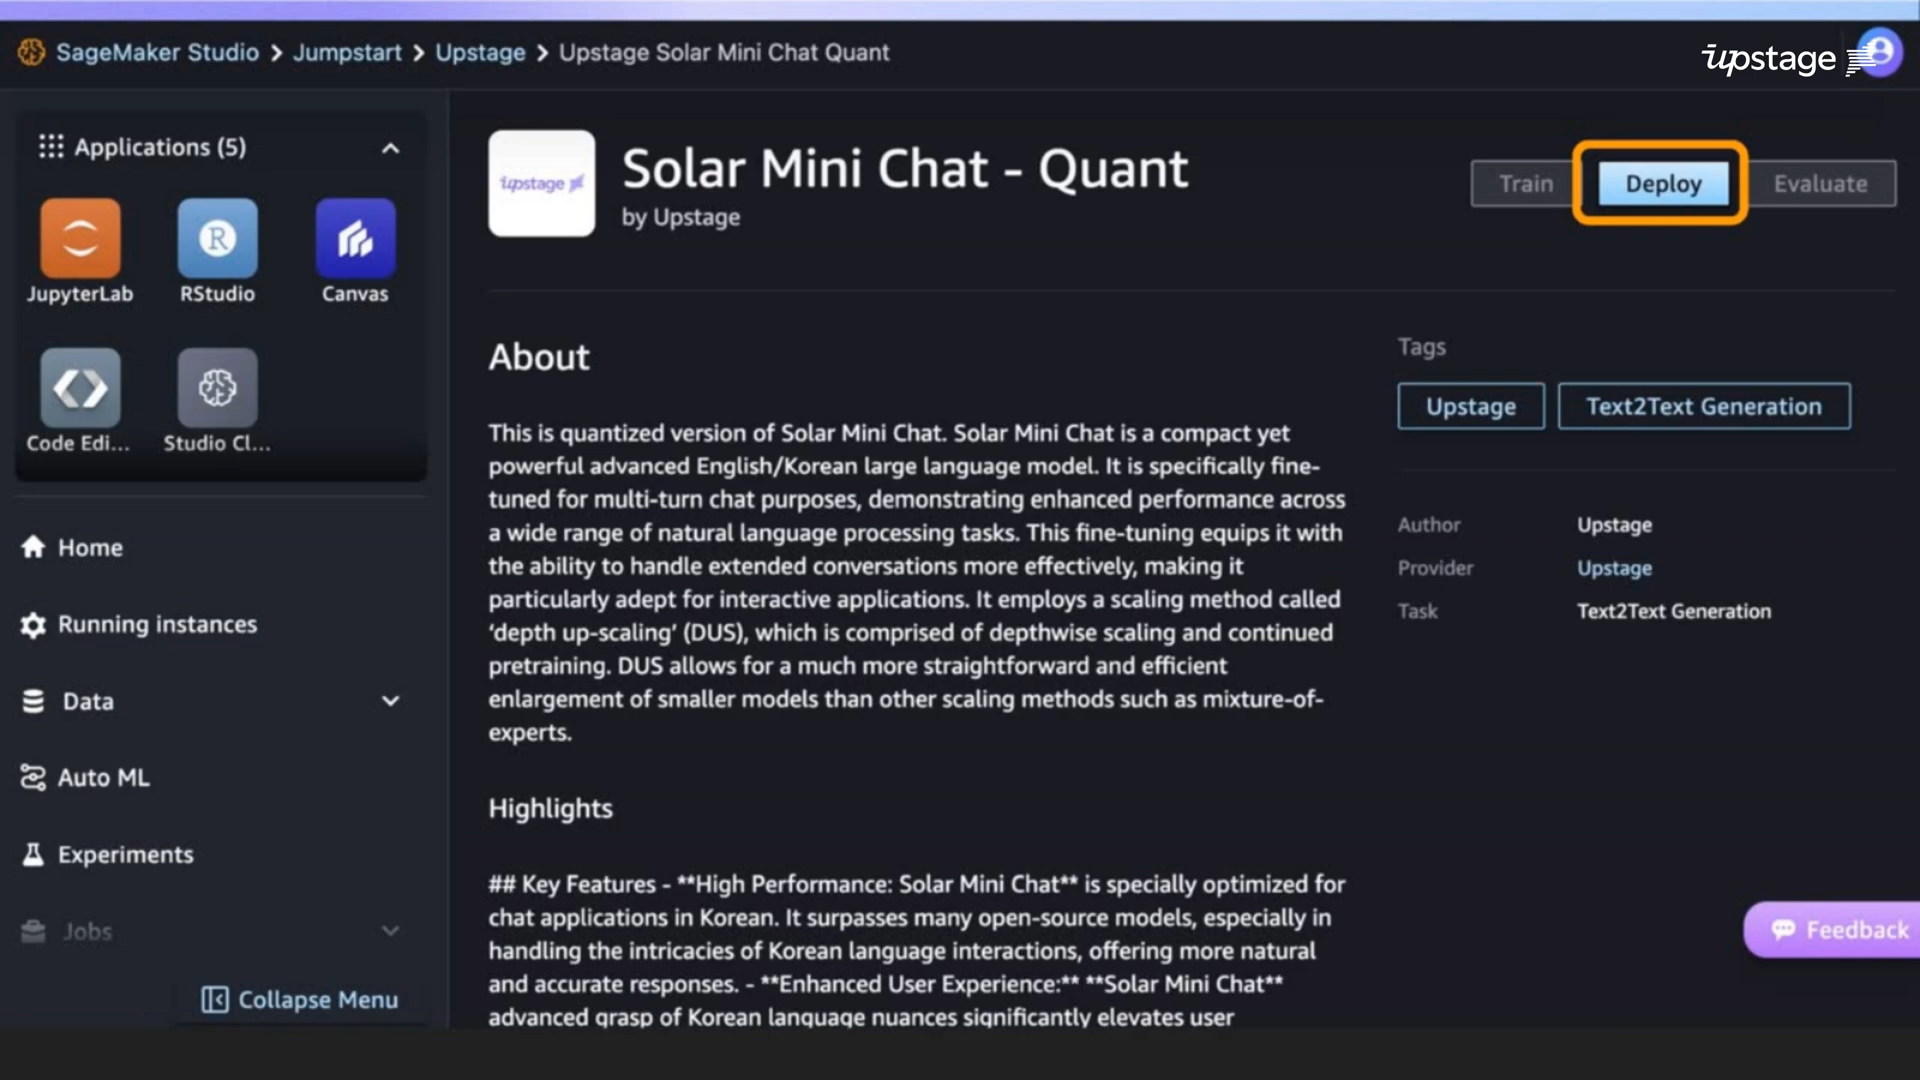 SageMaker Studio > Jumpstart > Upstage > Upstage Solar Mini Chat Quant
upstage
Applications (5)
JupyterLab
RStudio
Canvas
Code Edi...
Studio Cl...
Home
Running instances
Data
Auto ML
Experiments
Jobs
Collapse Menu
upstage
Solar Mini Chat - Quant
by Upstage
Train
Deploy
Evaluate
About
This is quantized version of Solar Mini Chat. Solar Mini Chat is a compact yet
powerful advanced English/Korean large language model. It is specifically fine-
tuned for multi-turn chat purposes, demonstrating enhanced performance across
a wide range of natural language processing tasks. This fine-tuning equips it with
the ability to handle extended conversations more effectively, making it
particularly adept for interactive applications. It employs a scaling method called
‘depth up-scaling’ (DUS), which is comprised of depthwise scaling and continued
pretraining. DUS allows for a much more straightforward and efficient
enlargement of smaller models than other scaling methods such as mixture-of-
experts.
Highlights
## Key Features - **High Performance: Solar Mini Chat** is specially optimized for
chat applications in Korean. It surpasses many open-source models, especially in
handling the intricacies of Korean language interactions, offering more natural
and accurate responses. - **Enhanced User Experience:** **Solar Mini Chat**
advanced grasp of Korean language nuances significantly elevates user
Tags
Upstage
Text2Text Generation
Author Upstage
Provider Upstage
Task Text2Text Generation
Feedback